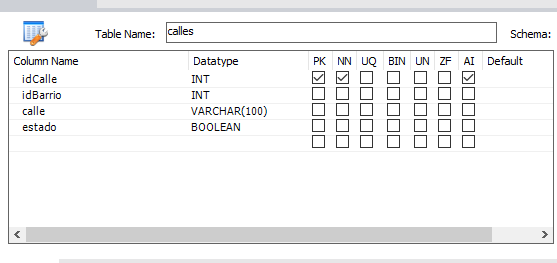 Table Name: calles Schema:
Column Name Datatype PK NN UQ BIN UN ZF AI Default
idCalle INT
idBarrio INT
calle VARCHAR(100)
estado BOOLEAN